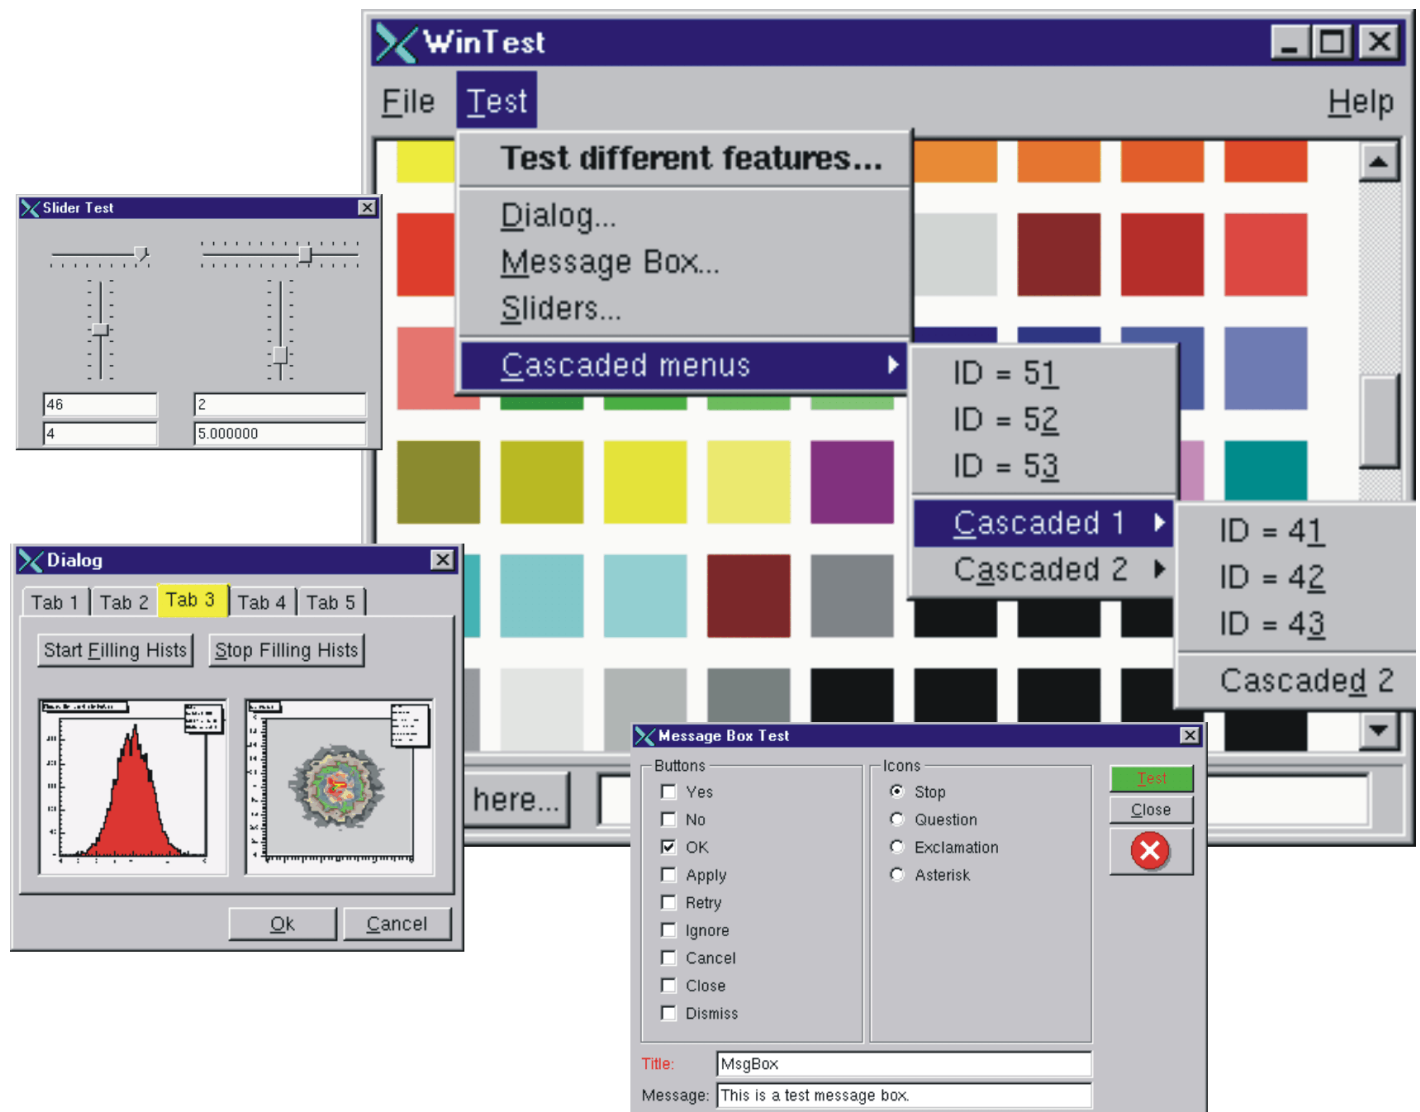 WinTest
File Test Help
Test different features...
Dialog...
Message Box...
Sliders...
Cascaded menus
ID = 51
ID = 52
ID = 53
Cascaded 1
Cascaded 2
ID = 41
ID = 42
ID = 43
Cascaded 2
here...
Slider Test
46 2
4 5.000000
Dialog
Tab 1 Tab 2 Tab 3 Tab 4 Tab 5
Start Filling Hists Stop Filling Hists
Ok Cancel
Message Box Test
Buttons
Yes
No
OK
Apply
Retry
Ignore
Cancel
Close
Dismiss
Icons
Stop
Question
Exclamation
Asterisk
Test
Close
Title: MsgBox
Message: This is a test message box.